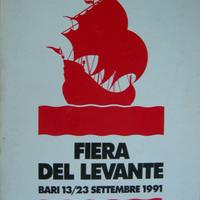 FIERA
DEL LEVANTE
BARI 13/23 SETTEMBRE 1991